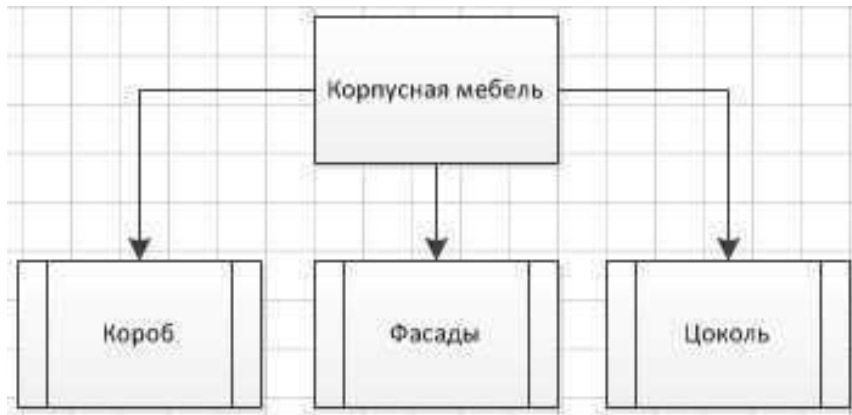 Корпусная мебель
Короб
Фасады
Цоколь